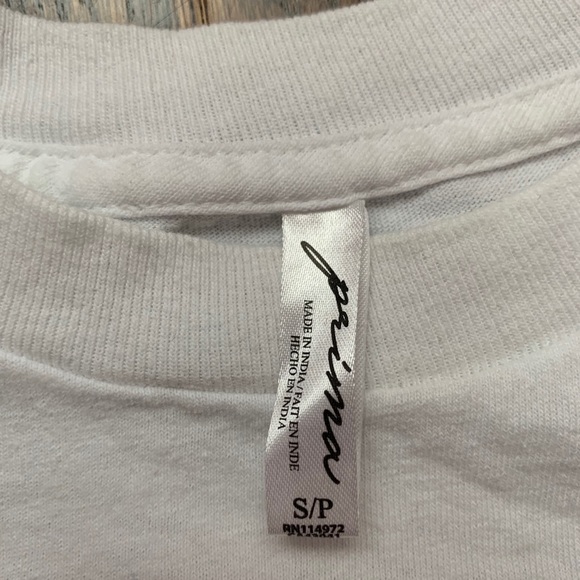 prima
MADE IN INDIA / FAIT EN INDE
HECHO EN INDIA
S/P
RN114972